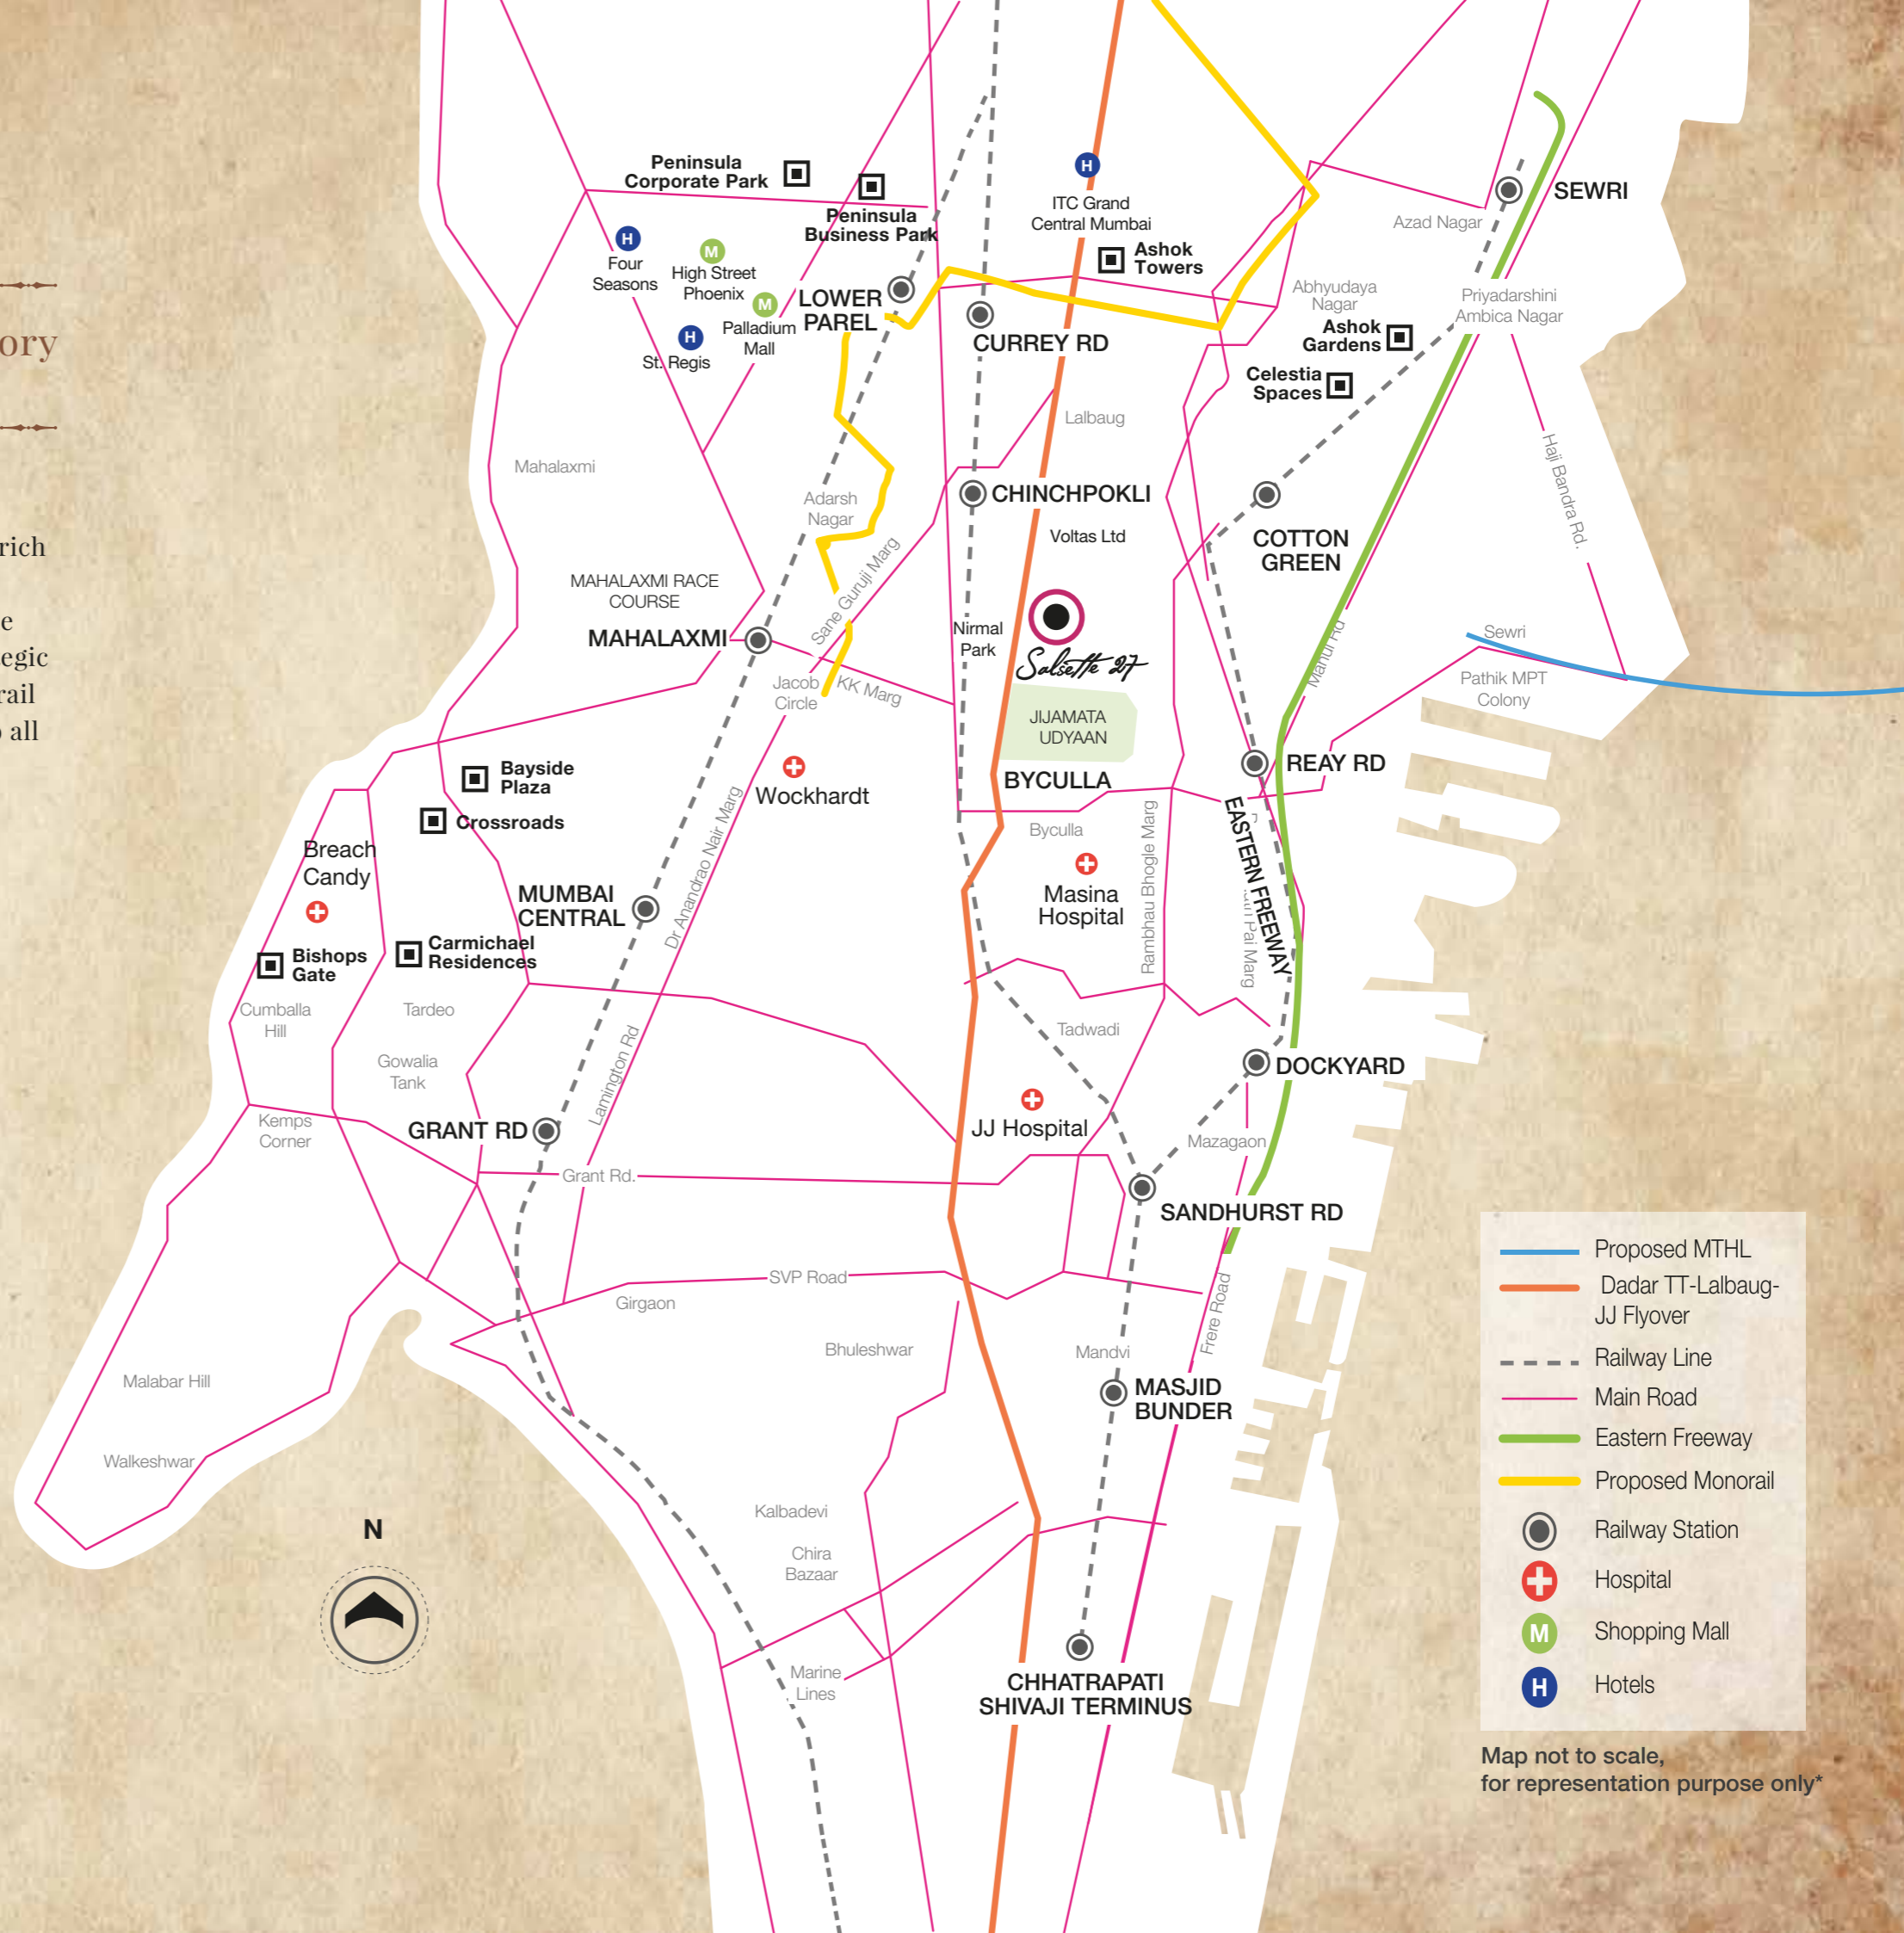 ory
rich
e
egic
rail
o all
Peninsula
Corporate Park
Peninsula
Business Park
H
ITC Grand
Central Mumbai
Ashok
Towers
SEWRI
Azad Nagar
H
Four
Seasons
M
High Street
Phoenix
M
Palladium
Mall
H
St. Regis
LOWER
PAREL
CURREY RD
Abhyudaya
Nagar
Priyadarshini
Ambica Nagar
Ashok
Gardens
Celestia
Spaces
Lalbaug
Haji Bandra Rd.
Mahalaxmi
Adarsh
Nagar
CHINCHPOKLI
Voltas Ltd
COTTON
GREEN
MAHALAXMI RACE
COURSE
Sane Guruji Marg
MAHALAXMI
Nirmal
Park
Salsette 27
Sewri
Pathik MPT
Colony
Jacob
Circle
KK Marg
JIJAMATA
UDYAAN
BYCULLA
REAY RD
Bayside
Plaza
Crossroads
Wockhardt
Dr Anandrao Nair Marg
Byculla
Masina
Hospital
Rambhau Bhogle Marg
EASTERN FREEWAY
Pai Marg
Breach
Candy
MUMBAI
CENTRAL
Bishops
Gate
Carmichael
Residences
Cumballa
Hill
Tardeo
Gowalia
Tank
Lamington Rd
Tadwadi
DOCKYARD
Kemps
Corner
GRANT RD
JJ Hospital
Mazagaon
Grant Rd.
SANDHURST RD
SVP Road
Girgaon
Frere Road
Bhuleshwar
Mandvi
Malabar Hill
MASJID
BUNDER
Walkeshwar
Kalbadevi
N
Chira
Bazaar
Marine
Lines
CHHATRAPATI
SHIVAJI TERMINUS
Proposed MTHL
Dadar TT-Lalbaug-
JJ Flyover
Railway Line
Main Road
Eastern Freeway
Proposed Monorail
Railway Station
Hospital
M
Shopping Mall
H
Hotels
Map not to scale,
for representation purpose only*